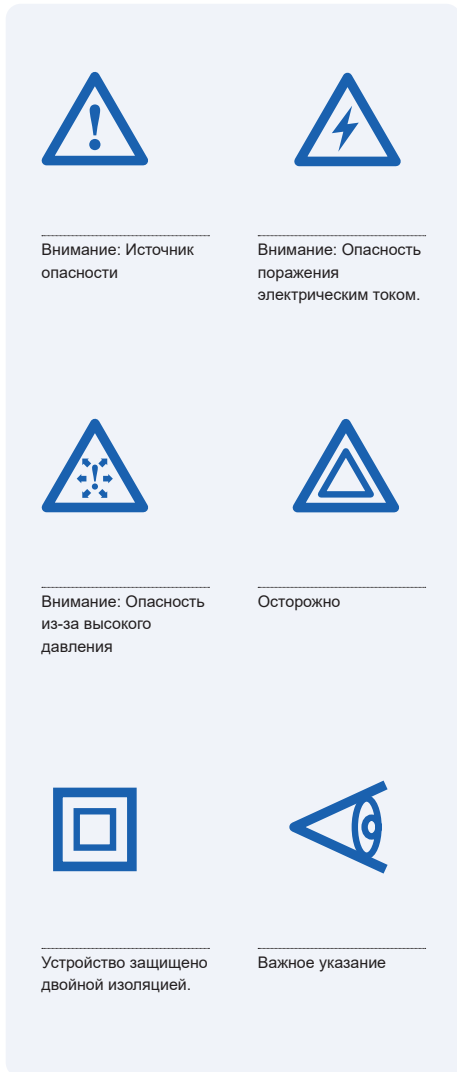 Внимание: Источник
опасности
Внимание: Опасность
поражения
электрическим током.
Внимание: Опасность
из-за высокого
давления
Осторожно
Устройство защищено
двойной изоляцией.
Важное указание